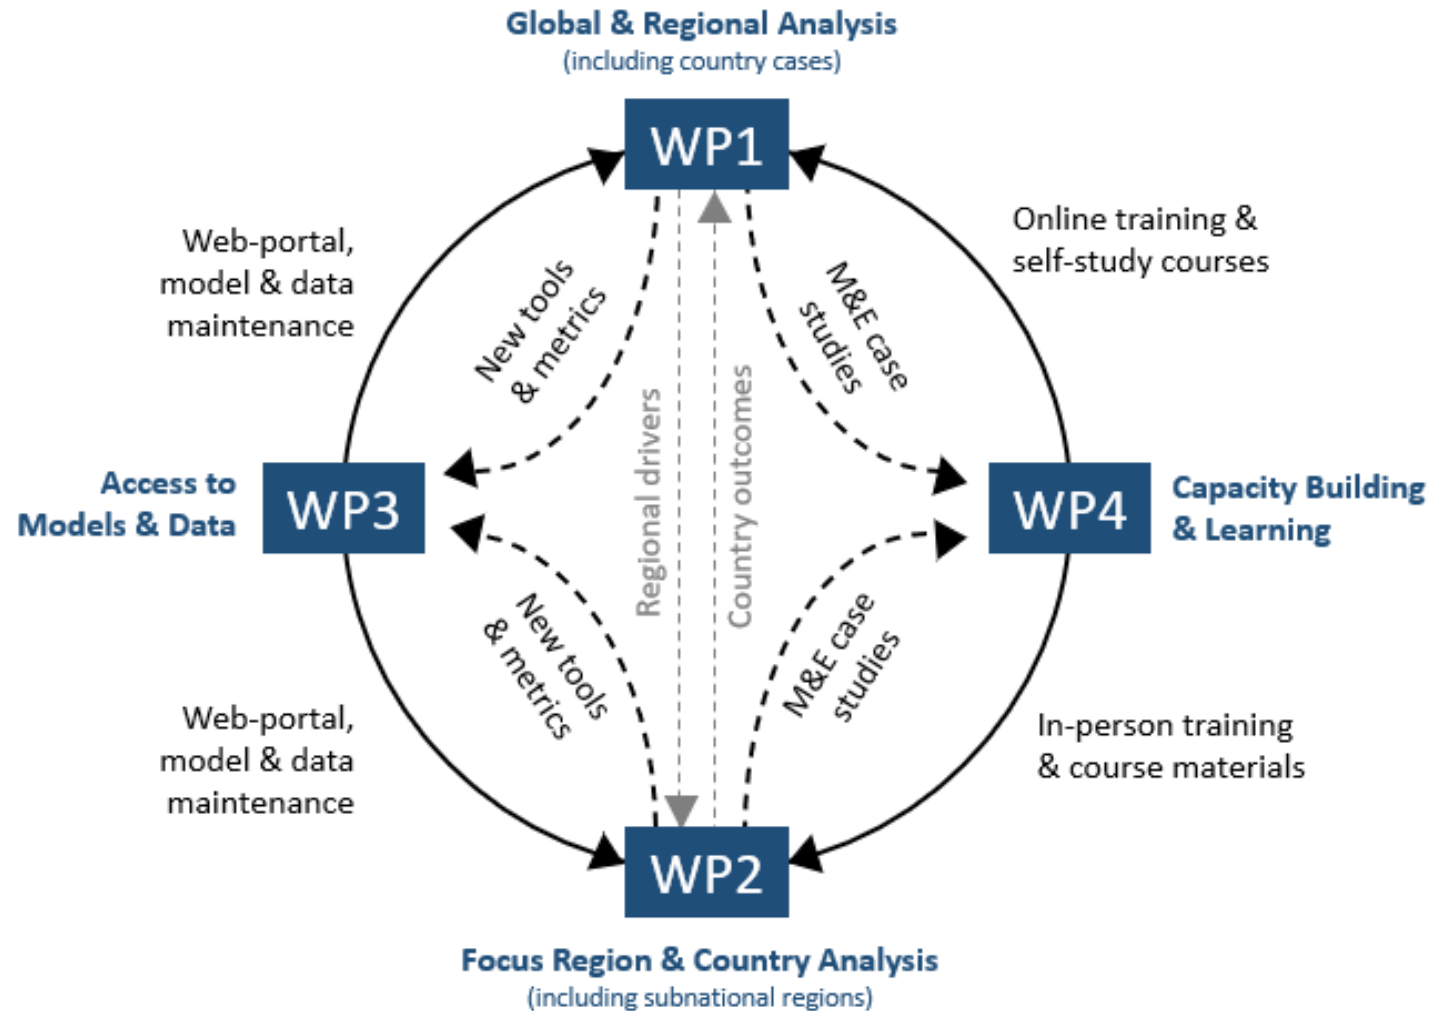 Global & Regional Analysis
(including country cases)
WP1
Web-portal,
model & data
maintenance
New tools
& metrics
M&E case
studies
Online training &
self-study courses
Regional drivers
Country outcomes
Access to
Models & Data
WP3
WP4
Capacity Building
& Learning
Web-portal,
model & data
maintenance
New tools
& metrics
M&E case
studies
In-person training
& course materials
WP2
Focus Region & Country Analysis
(including subnational regions)